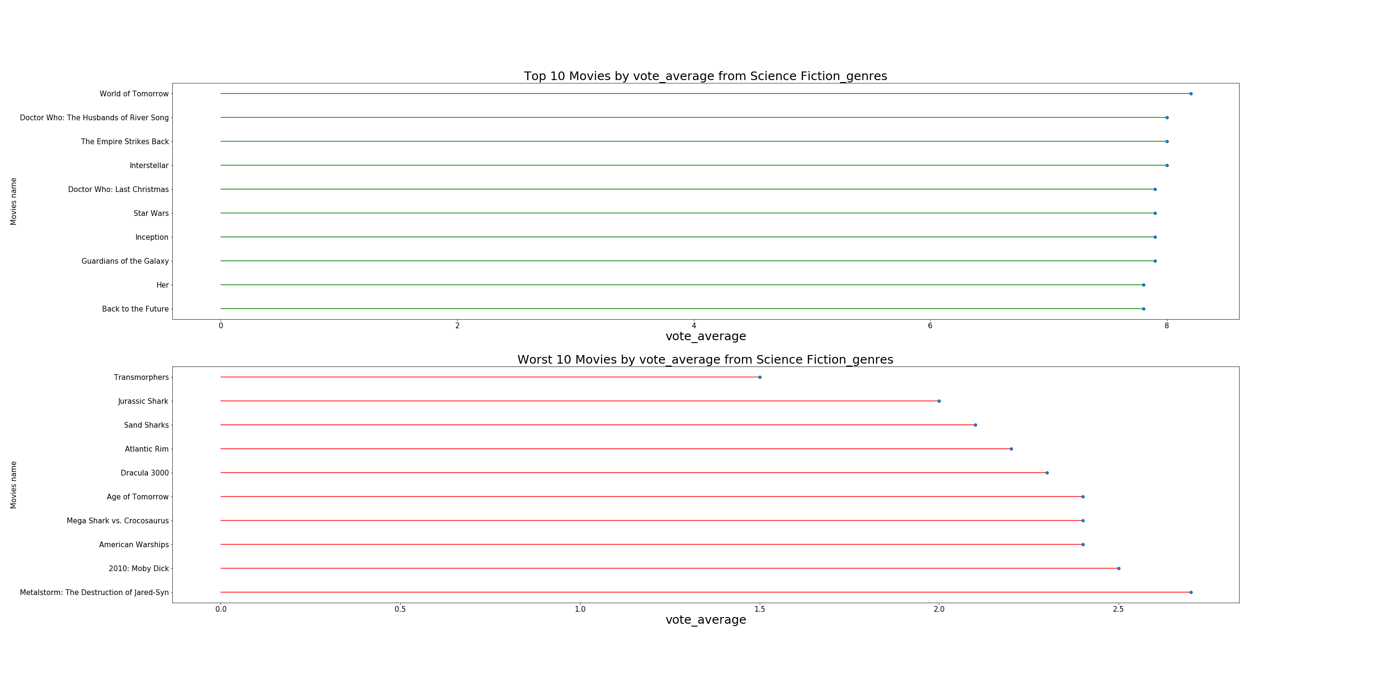 Top 10 Movies by vote_average from Science Fiction_genres
Movies name
World of Tomorrow
Doctor Who: The Husbands of River Song
The Empire Strikes Back
Interstellar
Doctor Who: Last Christmas
Star Wars
Inception
Guardians of the Galaxy
Her
Back to the Future
0 2 4 6 8
vote_average
Worst 10 Movies by vote_average from Science Fiction_genres
Movies name
Transmorphers
Jurassic Shark
Sand Sharks
Atlantic Rim
Dracula 3000
Age of Tomorrow
Mega Shark vs. Crocosaurus
American Warships
2010: Moby Dick
Metalstorm: The Destruction of Jared-Syn
0.0 0.5 1.0 1.5 2.0 2.5
vote_average